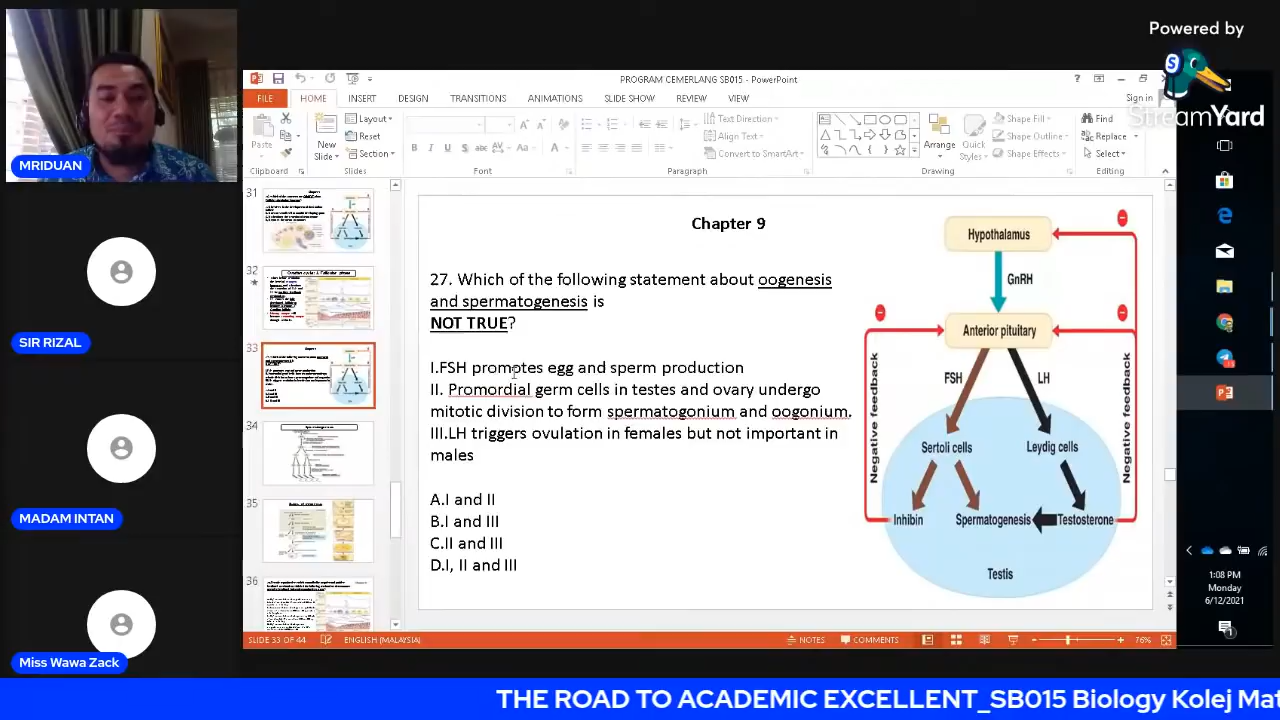 Powered by
StreamYard
PROGRAM CEMERLANG SB015 - PowerPoint
Sign in
FILE HOME INSERT DESIGN TRANSITIONS ANIMATIONS SLIDE SHOW REVIEW VIEW
Paste
New
Slide
Layout
Reset
Section
Text Direction
Align Text
Convert to SmartArt
Arrange
Quick
Styles
Shape Fill
Shape Outline
Shape Effects
Find
Replace
Select
Clipboard Slides Font Paragraph Drawing Editing
31
32
33
34
35
36
Chapter 9
27. Which of the following statement about oogenesis
and spermatogenesis is
NOT TRUE?
I.FSH promotes egg and sperm production
II. Promordial germ cells in testes and ovary undergo
mitotic division to form spermatogonium and oogonium.
III.LH triggers ovulation in females but not important in
males
A.I and II
B.I and III
C.II and III
D.I, II and III
Hypothalamus
GnRH
Anterior pituitary
FSH
LH
Negative feedback
Negative feedback
Sertoli cells
Leydig cells
Inhibin
Spermatogenesis
Testosterone
Testis
SLIDE 33 OF 44 ENGLISH (MALAYSIA) NOTES COMMENTS 76%
1:08 PM
Monday
6/12/2021
MRIDUAN
SIR RIZAL
MADAM INTAN
Miss Wawa Zack
THE ROAD TO ACADEMIC EXCELLENT_SB015 Biology Kolej Mat